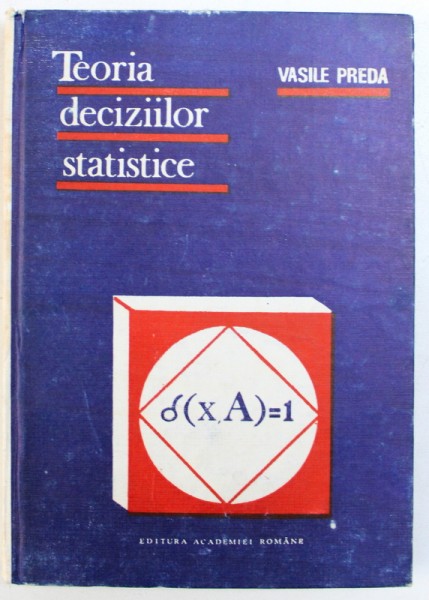 Teoria
deciziilor
statistice
VASILE PREDA
δ(x,A)=1
EDITURA ACADEMIEI ROMÂNE